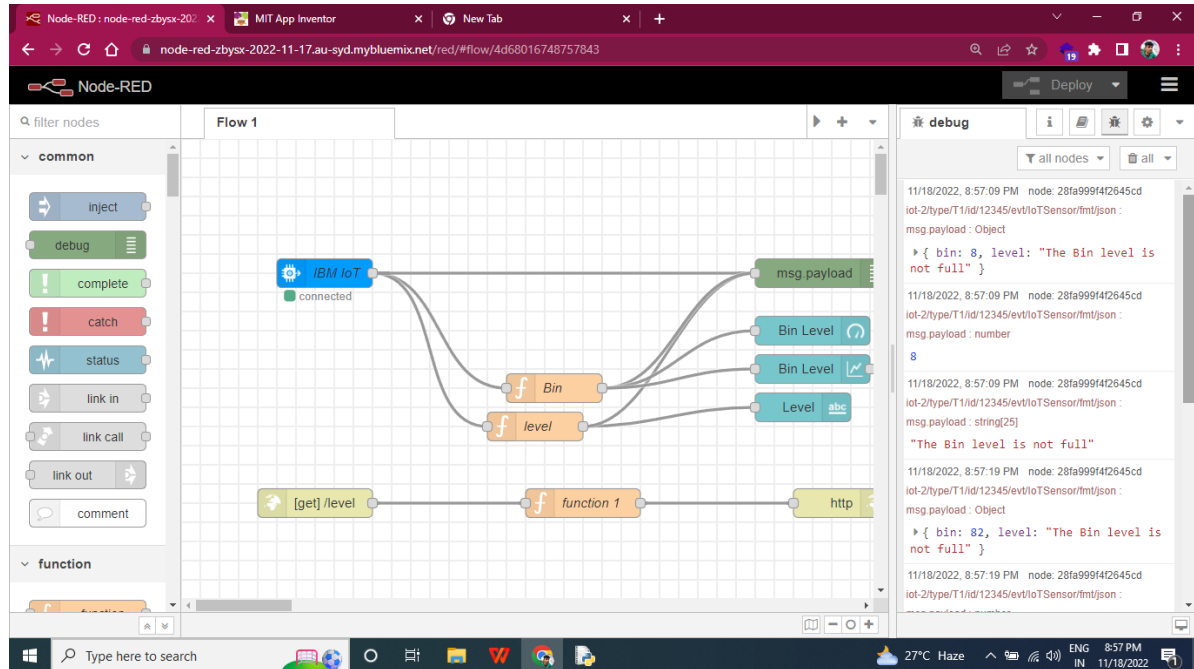 Node-RED : node-red-zbysx-202
MIT App Inventor
New Tab
node-red-zbysx-2022-11-17.au-syd.mybluemix.net/red/#flow/4d68016748757843
19
Node-RED
Deploy
filter nodes
Flow 1
debug
all nodes
all
common
inject
debug
complete
catch
status
link in
link call
link out
comment
function
IBM IoT
connected
msg.payload
Bin Level
Bin
Bin Level
level
Level
abc
[get] /level
function 1
http
11/18/2022, 8:57:09 PM node: 28fa999f4f2645cd
iot-2/type/T1/id/12345/evt/IoTSensor/fmt/json :
msg.payload : Object
{ bin: 8, level: "The Bin level is
not full" }
11/18/2022, 8:57:09 PM node: 28fa999f4f2645cd
iot-2/type/T1/id/12345/evt/IoTSensor/fmt/json :
msg.payload : number
8
11/18/2022, 8:57:09 PM node: 28fa999f4f2645cd
iot-2/type/T1/id/12345/evt/IoTSensor/fmt/json :
msg.payload : string[25]
"The Bin level is not full"
11/18/2022, 8:57:19 PM node: 28fa999f4f2645cd
iot-2/type/T1/id/12345/evt/IoTSensor/fmt/json :
msg.payload : Object
{ bin: 82, level: "The Bin level is
not full" }
11/18/2022, 8:57:19 PM node: 28fa999f4f2645cd
iot-2/type/T1/id/12345/evt/IoTSensor/fmt/json :
Type here to search
27°C Haze
ENG
IN
8:57 PM
11/18/2022
1